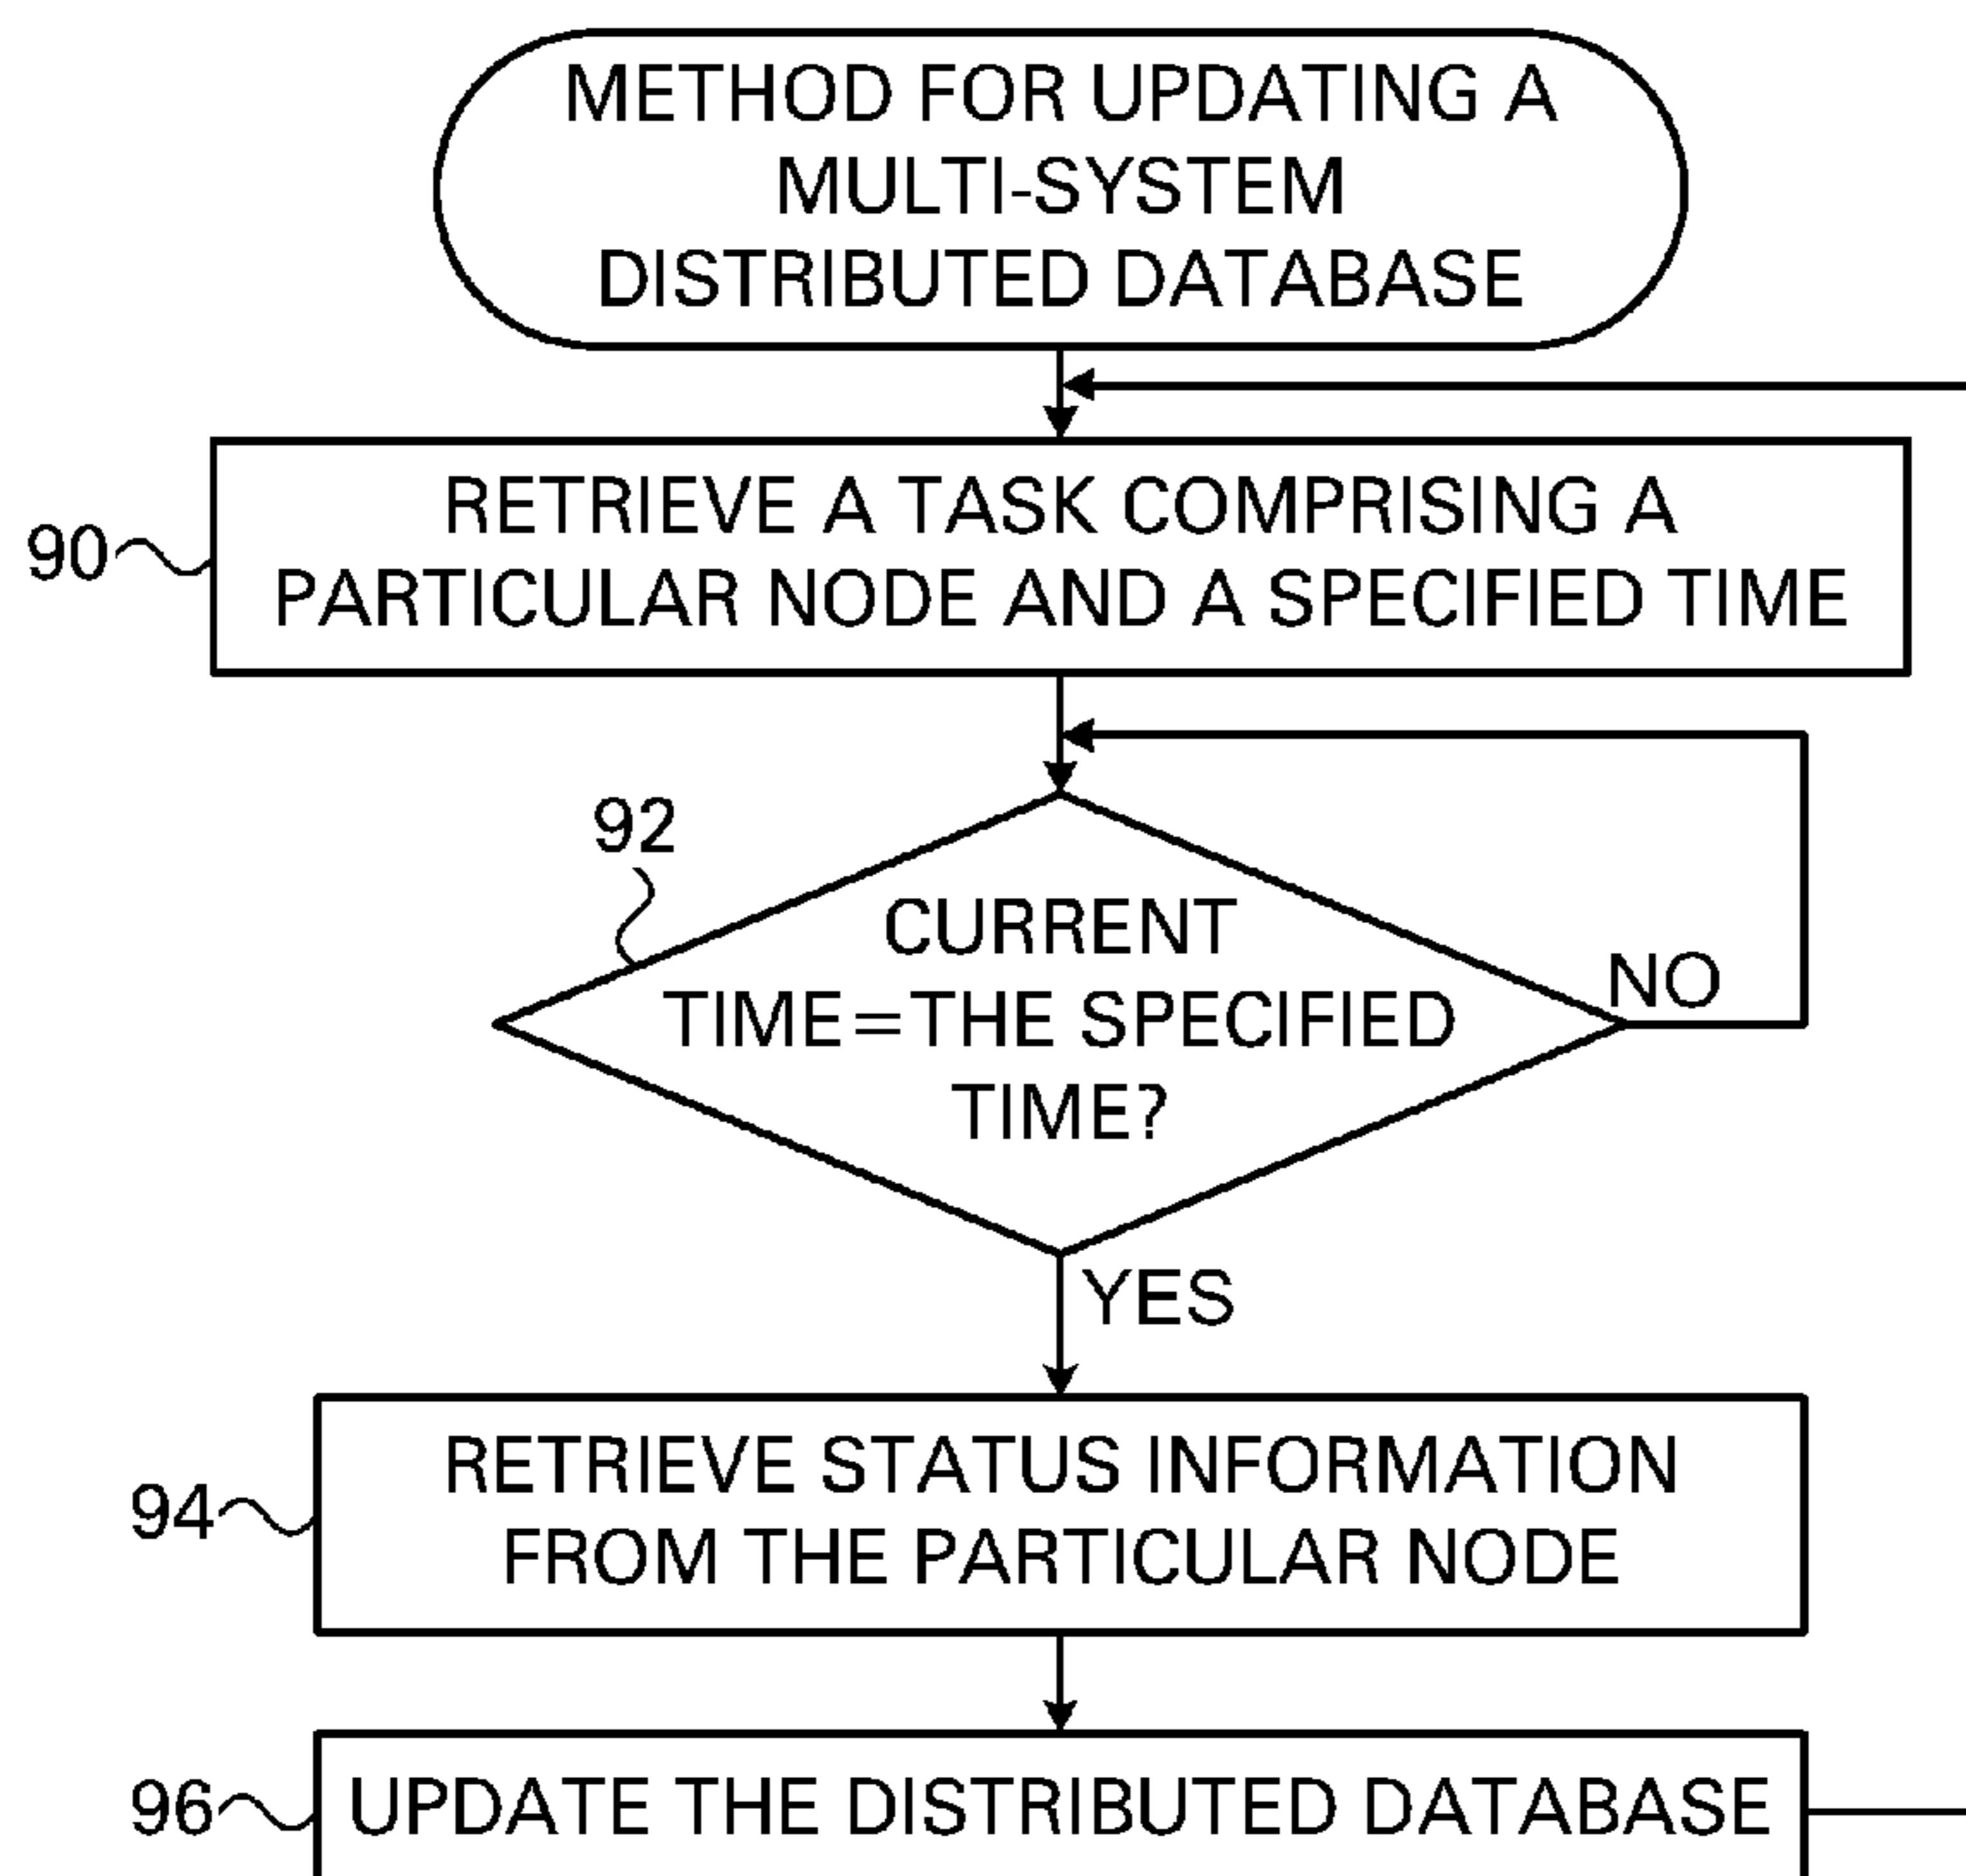 METHOD FOR UPDATING A
MULTI-SYSTEM
DISTRIBUTED DATABASE
90
RETRIEVE A TASK COMPRISING A
PARTICULAR NODE AND A SPECIFIED TIME
92
CURRENT
TIME=THE SPECIFIED
TIME?
NO
YES
94
RETRIEVE STATUS INFORMATION
FROM THE PARTICULAR NODE
96
UPDATE THE DISTRIBUTED DATABASE